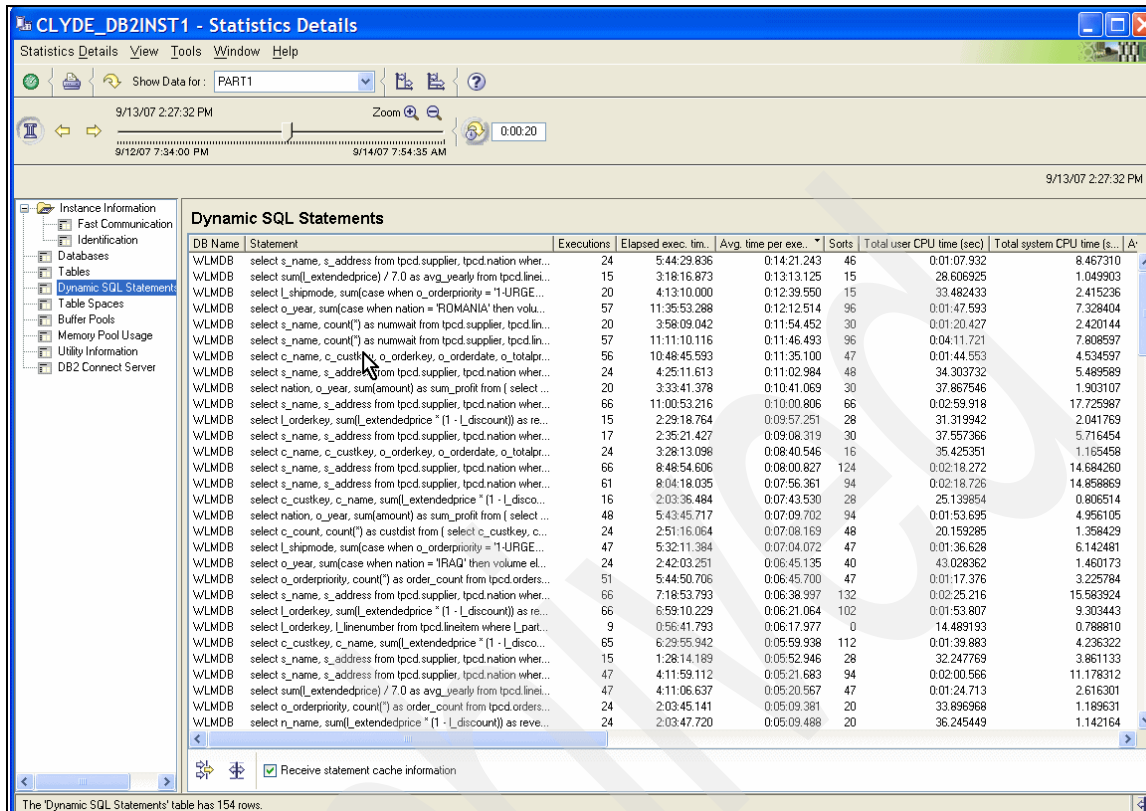 CLYDE_DB2INST1 - Statistics Details
Statistics Details View Tools Window Help
Show Data for: PART1
9/13/07 2:27:32 PM Zoom
0:00:20
9/12/07 7:34:00 PM 9/14/07 7:54:35 AM
9/13/07 2:27:32 PM
Instance Information
Fast Communication
Identification
Databases
Tables
Dynamic SQL Statements
Table Spaces
Buffer Pools
Memory Pool Usage
Utility Information
DB2 Connect Server
Dynamic SQL Statements
DB Name Statement Executions Elapsed exec. tim.. Avg. time per exe.. Sorts Total user CPU time (sec) Total system CPU time (s...
WLMDB select s_name, s_address from tpcd.supplier, tpcd.nation wher... 24 5:44:29.836 0:14:21.243 46 0:01:07.932 8.467310
WLMDB select sum(l_extendedprice) / 7.0 as avg_yearly from tpcd.linei... 15 3:18:16.873 0:13:13.125 15 28.606925 1.049903
WLMDB select l_shipmode, sum(case when o_orderpriority = '1-URGE... 20 4:13:10.000 0:12:39.550 15 33.482433 2.415236
WLMDB select o_year, sum(case when nation = 'ROMANIA' then volu... 57 11:35:53.288 0:12:12.514 96 0:01:47.593 7.328404
WLMDB select s_name, count(*) as numwait from tpcd.supplier, tpcd.lin... 20 3:58:09.042 0:11:54.452 30 0:01:20.427 2.420144
WLMDB select s_name, count(*) as numwait from tpcd.supplier, tpcd.lin... 57 11:11:10.116 0:11:46.493 96 0:04:11.721 7.808597
WLMDB select c_name, c_custkey, o_orderkey, o_orderdate, o_totalpr... 56 10:48:45.593 0:11:35.100 47 0:01:44.553 4.534597
WLMDB select s_name, s_address from tpcd.supplier, tpcd.nation wher... 24 4:25:11.613 0:11:02.984 48 34.303732 5.489589
WLMDB select nation, o_year, sum(amount) as sum_profit from ( select ... 20 3:33:41.378 0:10:41.069 30 37.867546 1.903107
WLMDB select s_name, s_address from tpcd.supplier, tpcd.nation wher... 66 11:00:53.216 0:10:00.806 66 0:02:59.918 17.725987
WLMDB select l_orderkey, sum(l_extendedprice * (1 - l_discount)) as re... 15 2:29:18.764 0:09:57.251 28 31.319942 2.041769
WLMDB select s_name, s_address from tpcd.supplier, tpcd.nation wher... 17 2:35:21.427 0:09:08.319 30 37.557366 5.716454
WLMDB select c_name, c_custkey, o_orderkey, o_orderdate, o_totalpr... 24 3:28:13.098 0:08:40.546 16 35.425351 1.165458
WLMDB select s_name, s_address from tpcd.supplier, tpcd.nation wher... 66 8:48:54.606 0:08:00.827 124 0:02:18.272 14.684260
WLMDB select s_name, s_address from tpcd.supplier, tpcd.nation wher... 61 8:04:18.035 0:07:56.361 94 0:02:18.726 14.858869
WLMDB select c_custkey, c_name, sum(l_extendedprice * (1 - l_disco... 16 2:03:36.484 0:07:43.530 28 25.139854 0.806514
WLMDB select nation, o_year, sum(amount) as sum_profit from ( select ... 48 5:43:45.717 0:07:09.702 94 0:01:53.695 4.956105
WLMDB select c_count, count(*) as custdist from ( select c_custkey, c... 24 2:51:16.064 0:07:08.169 48 20.159285 1.358429
WLMDB select l_shipmode, sum(case when o_orderpriority = '1-URGE... 47 5:32:11.384 0:07:04.072 47 0:01:36.628 6.142481
WLMDB select o_year, sum(case when nation = 'IRAQ' then volume el... 24 2:42:03.251 0:06:45.135 40 43.028362 1.460173
WLMDB select o_orderpriority, count(*) as order_count from tpcd.orders... 51 5:44:50.706 0:06:45.700 47 0:01:17.376 3.225784
WLMDB select s_name, s_address from tpcd.supplier, tpcd.nation wher... 66 7:18:53.793 0:06:38.997 132 0:02:25.216 15.583924
WLMDB select l_orderkey, sum(l_extendedprice * (1 - l_discount)) as re... 66 6:59:10.229 0:06:21.064 102 0:01:53.807 9.303443
WLMDB select l_orderkey, l_linenumber from tpcd.lineitem where l_part... 9 0:56:41.793 0:06:17.977 0 14.489193 0.788810
WLMDB select c_custkey, c_name, sum(l_extendedprice * (1 - l_disco... 65 6:29:55.942 0:05:59.938 112 0:01:39.883 4.236322
WLMDB select s_name, s_address from tpcd.supplier, tpcd.nation wher... 15 1:28:14.189 0:05:52.946 28 32.247769 3.861133
WLMDB select s_name, s_address from tpcd.supplier, tpcd.nation wher... 47 4:11:59.112 0:05:21.683 94 0:02:00.566 11.178312
WLMDB select sum(l_extendedprice) / 7.0 as avg_yearly from tpcd.linei... 47 4:11:06.637 0:05:20.567 47 0:01:24.713 2.616301
WLMDB select o_orderpriority, count(*) as order_count from tpcd.orders... 24 2:03:45.141 0:05:09.381 20 33.896968 1.189631
WLMDB select n_name, sum(l_extendedprice * (1 - l_discount)) as reve... 24 2:03:47.720 0:05:09.488 20 36.245449 1.142164
Receive statement cache information
The 'Dynamic SQL Statements' table has 154 rows.